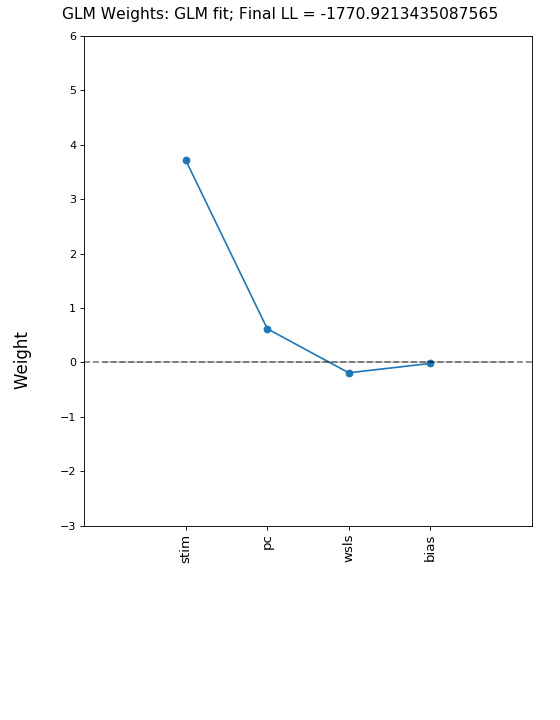 GLM Weights: GLM fit; Final LL = -1770.9213435087565
6
5
4
3
2
1
0
−1
−2
−3
Weight
stim
pc
wsls
bias